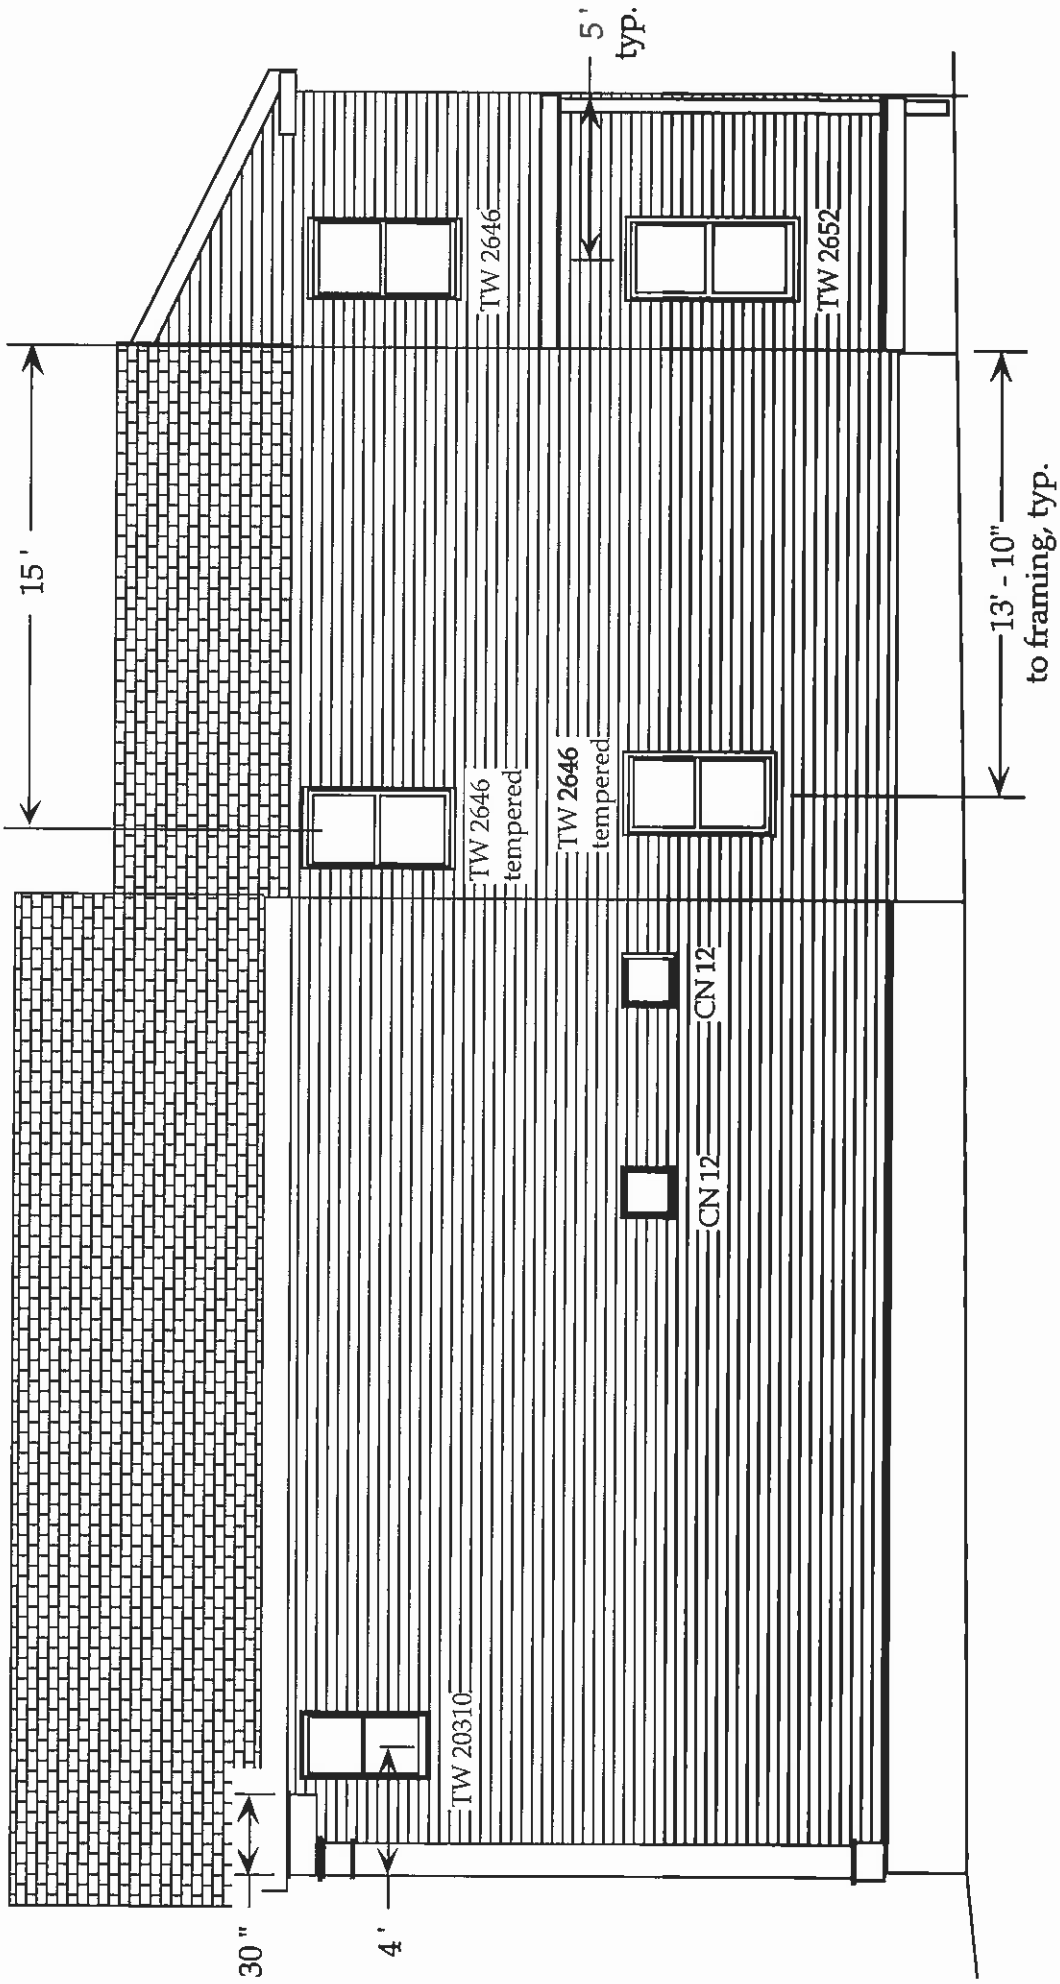 15 '
5 '
typ.
TW 2646
TW 2652
TW 2646
tempered
TW 2646
tempered
13' - 10"
to framing, typ.
CN 12
CN 12
TW 20310
30 "
4 '